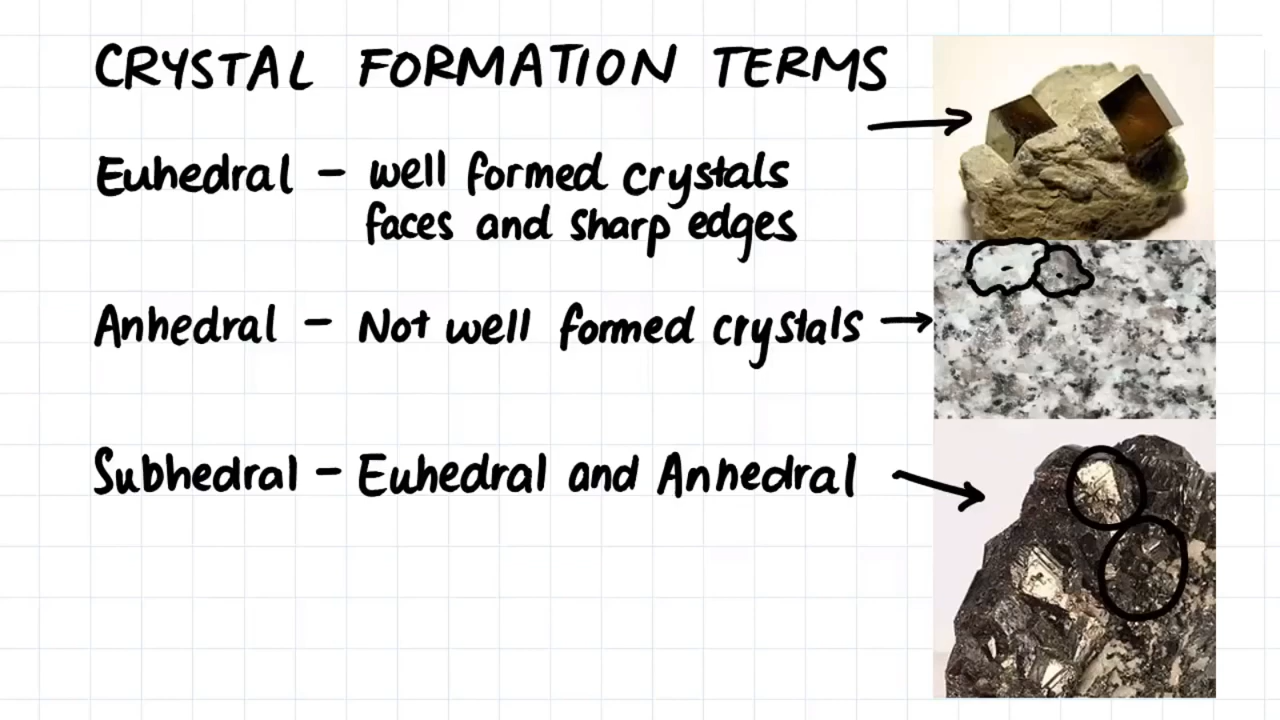 CRYSTAL FORMATION TERMS
Euhedral - well formed crystals
faces and sharp edges
Anhedral - Not well formed crystals
Subhedral - Euhedral and Anhedral